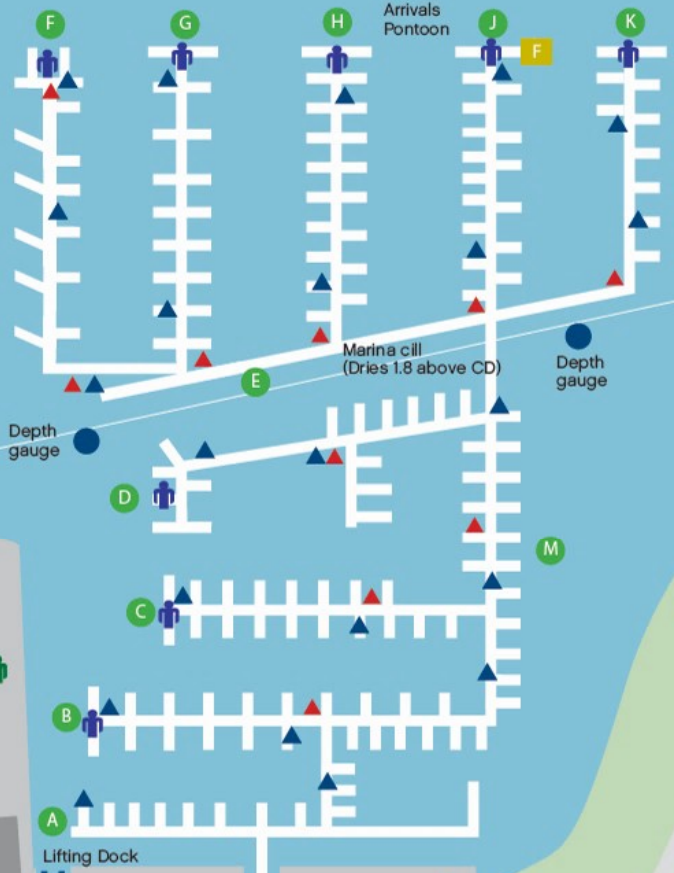 Arrivals
Pontoon
F
G
H
J
K
F
Marina cill
(Dries 1.8 above CD)
Depth
gauge
E
Depth
gauge
D
M
C
B
A
Lifting Dock